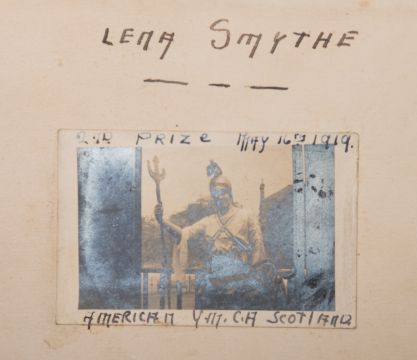 LENA SMYTHE
2ND PRIZE MAY 16TH 1919.
AMERICAN Y.M.C.A SCOTLAND